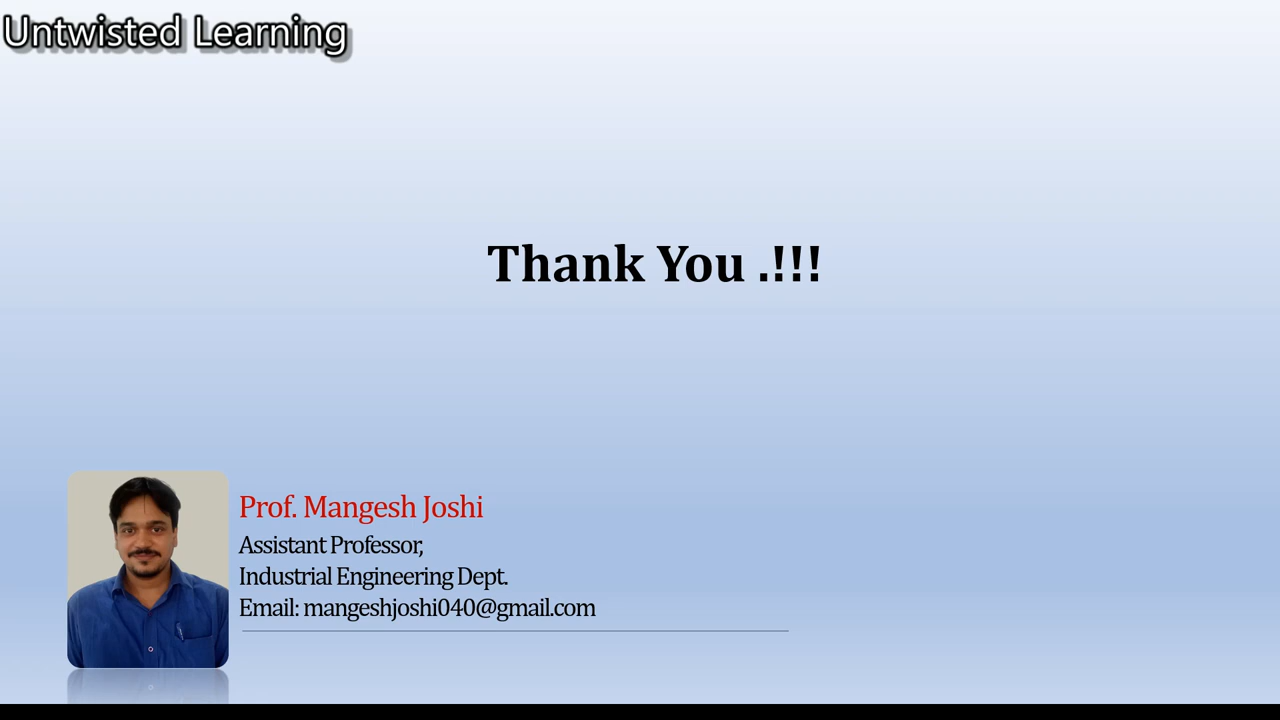 Untwisted Learning
Thank You .!!!
Prof. Mangesh Joshi
Assistant Professor,
Industrial Engineering Dept.
Email: mangeshjoshi040@gmail.com